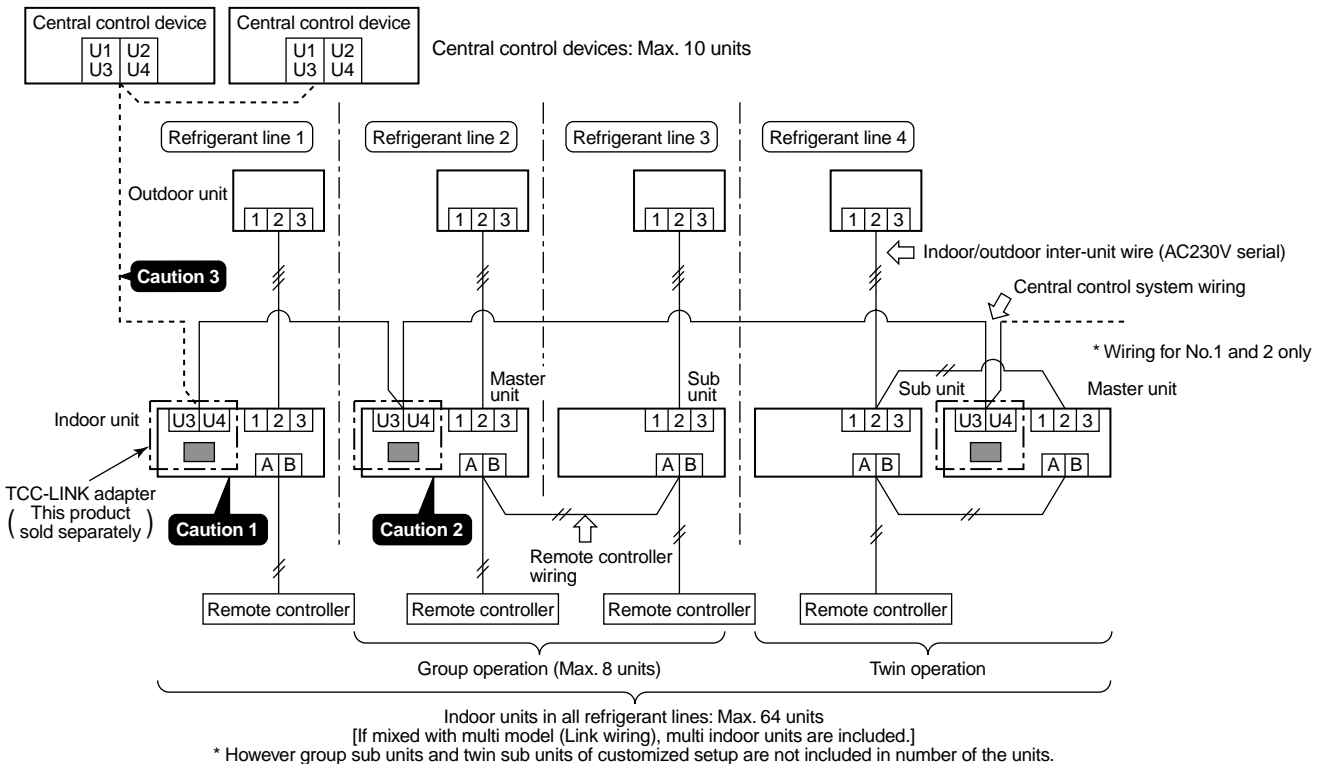 Central control device
Central control device
U1 U2
U3 U4
U1 U2
U3 U4
Central control devices: Max. 10 units
Refrigerant line 1
Refrigerant line 2
Refrigerant line 3
Refrigerant line 4
Outdoor unit
1 2 3
1 2 3
1 2 3
1 2 3
Indoor/outdoor inter-unit wire (AC230V serial)
Caution 3
Central control system wiring
* Wiring for No.1 and 2 only
Master
unit
Sub
unit
Sub unit
Master unit
Indoor unit
U3 U4
1 2 3
U3 U4
1 2 3
1 2 3
1 2 3
U3 U4
1 2 3
A B
A B
A B
A B
A B
TCC-LINK adapter
( This product
sold separately )
Caution 1
Caution 2
Remote controller
wiring
Remote controller
Remote controller
Remote controller
Remote controller
Group operation (Max. 8 units)
Twin operation
Indoor units in all refrigerant lines: Max. 64 units
[If mixed with multi model (Link wiring), multi indoor units are included.]
* However group sub units and twin sub units of customized setup are not included in number of the units.